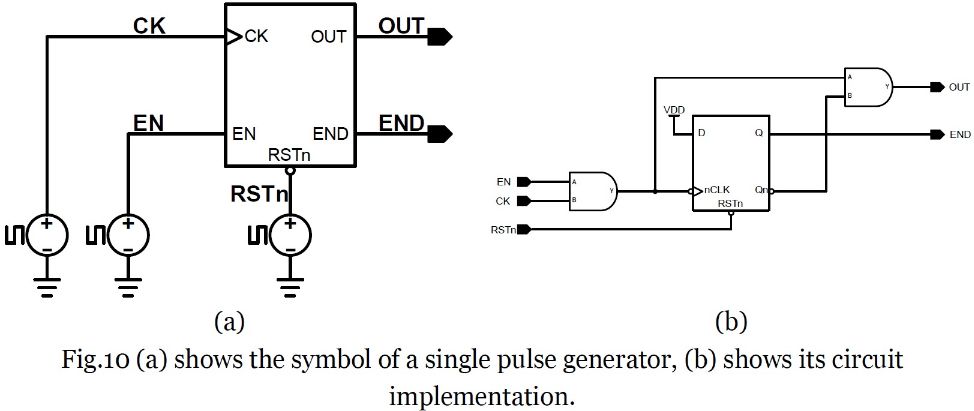 CK
CK
OUT
OUT
EN
EN
END
END
RSTn
RSTn
+
−
+
−
+
−
A
B
Y
OUT
VDD
D
Q
END
EN
CK
A
B
Y
nCLK
Qn
RSTn
RSTn
(a)
(b)
Fig.10 (a) shows the symbol of a single pulse generator, (b) shows its circuit
implementation.